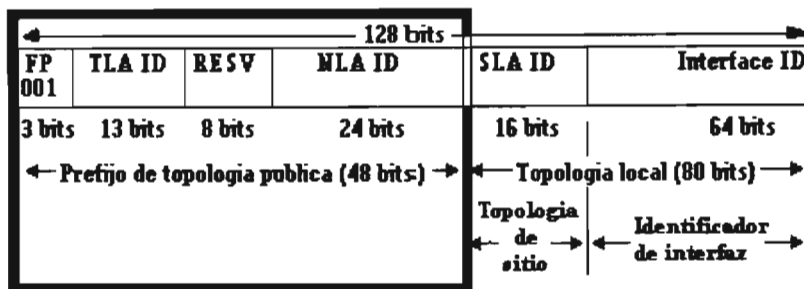 128 bits
FP 001 TLA ID RESV NLA ID SLA ID Interface ID
3 bits 13 bits 8 bits 24 bits 16 bits 64 bits
Prefijo de topologia publica (48 bits) Topologia local (80 bits)
Topologia de sitio Identificador de interfaz